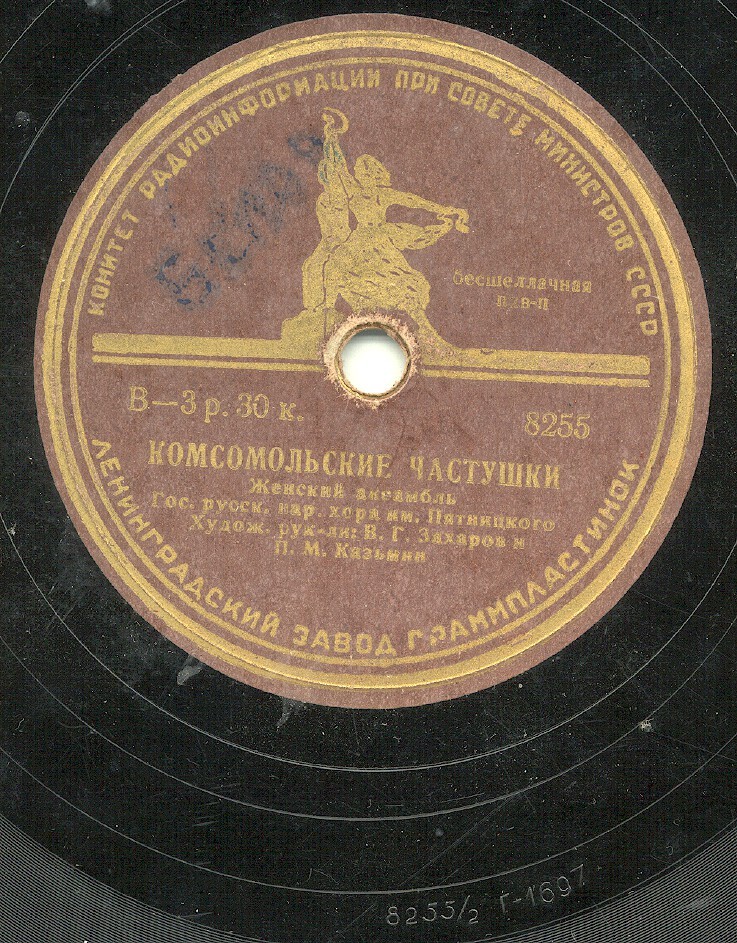 КОМИТЕТ РАДИОИНФОРМАЦИИ ПРИ СОВЕТЕ МИНИСТРОВ СССР
бесшеллачная
В—3 р. 30 к.
8255
КОМСОМОЛЬСКИЕ ЧАСТУШКИ
Женский ансамбль
Гос. русск. нар. хора им. Пятницкого
Худож. рук-ли: В. Г. Захаров и
П. М. Казьмин
ЛЕНИНГРАДСКИЙ ЗАВОД ГРАМПЛАСТИНОК
8255/2 Г-1697